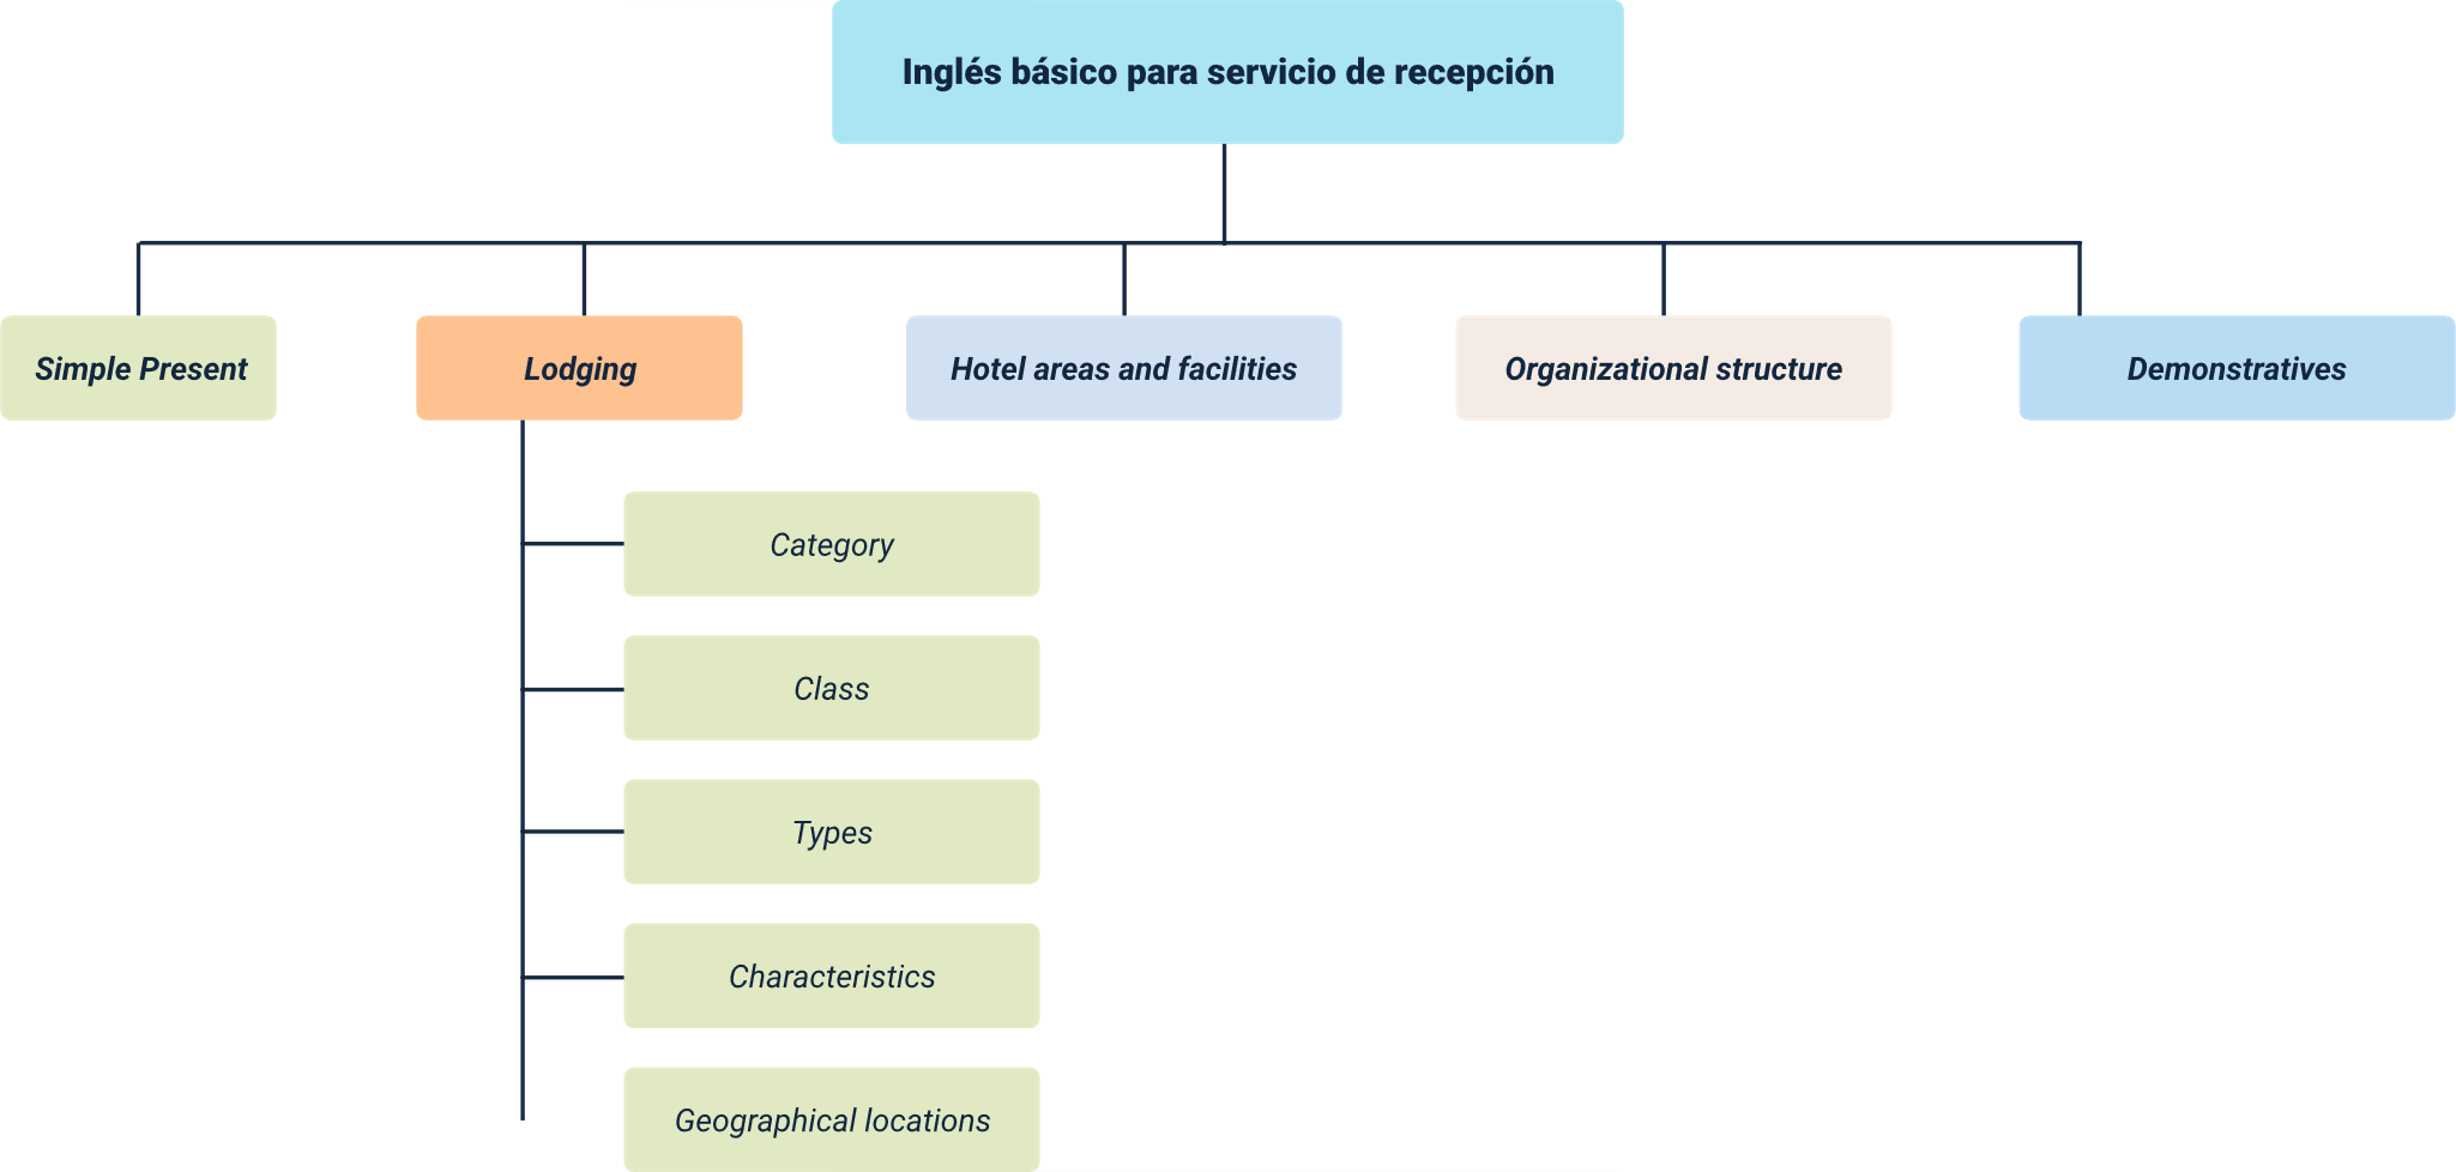 Inglés básico para servicio de recepción
Simple Present
Lodging
Hotel areas and facilities
Organizational structure
Demonstratives
Category
Class
Types
Characteristics
Geographical locations